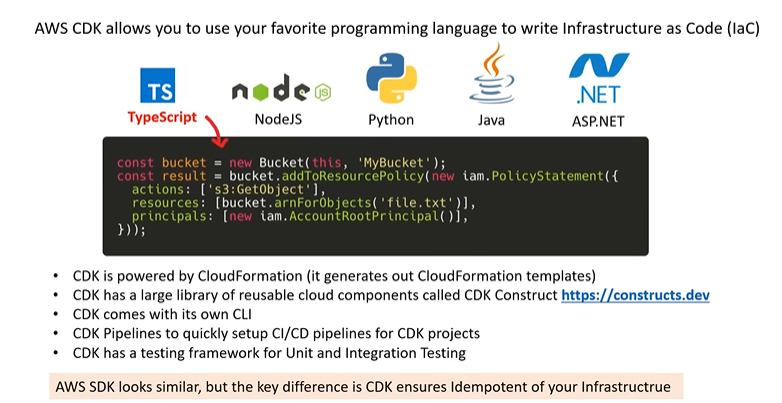 AWS CDK allows you to use your favorite programming language to write Infrastructure as Code (IaC)
TS
TypeScript
node JS
NodeJS
Python
Java
.NET
ASP.NET
const bucket = new Bucket(this, 'MyBucket');
const result = bucket.addToResourcePolicy(new iam.PolicyStatement({
  actions: ['s3:GetObject'],
  resources: [bucket.arnForObjects('file.txt')],
  principals: [new iam.AccountRootPrincipal()],
}));
• CDK is powered by CloudFormation (it generates out CloudFormation templates)
• CDK has a large library of reusable cloud components called CDK Construct https://constructs.dev
• CDK comes with its own CLI
• CDK Pipelines to quickly setup CI/CD pipelines for CDK projects
• CDK has a testing framework for Unit and Integration Testing
AWS SDK looks similar, but the key difference is CDK ensures Idempotent of your Infrastructrue